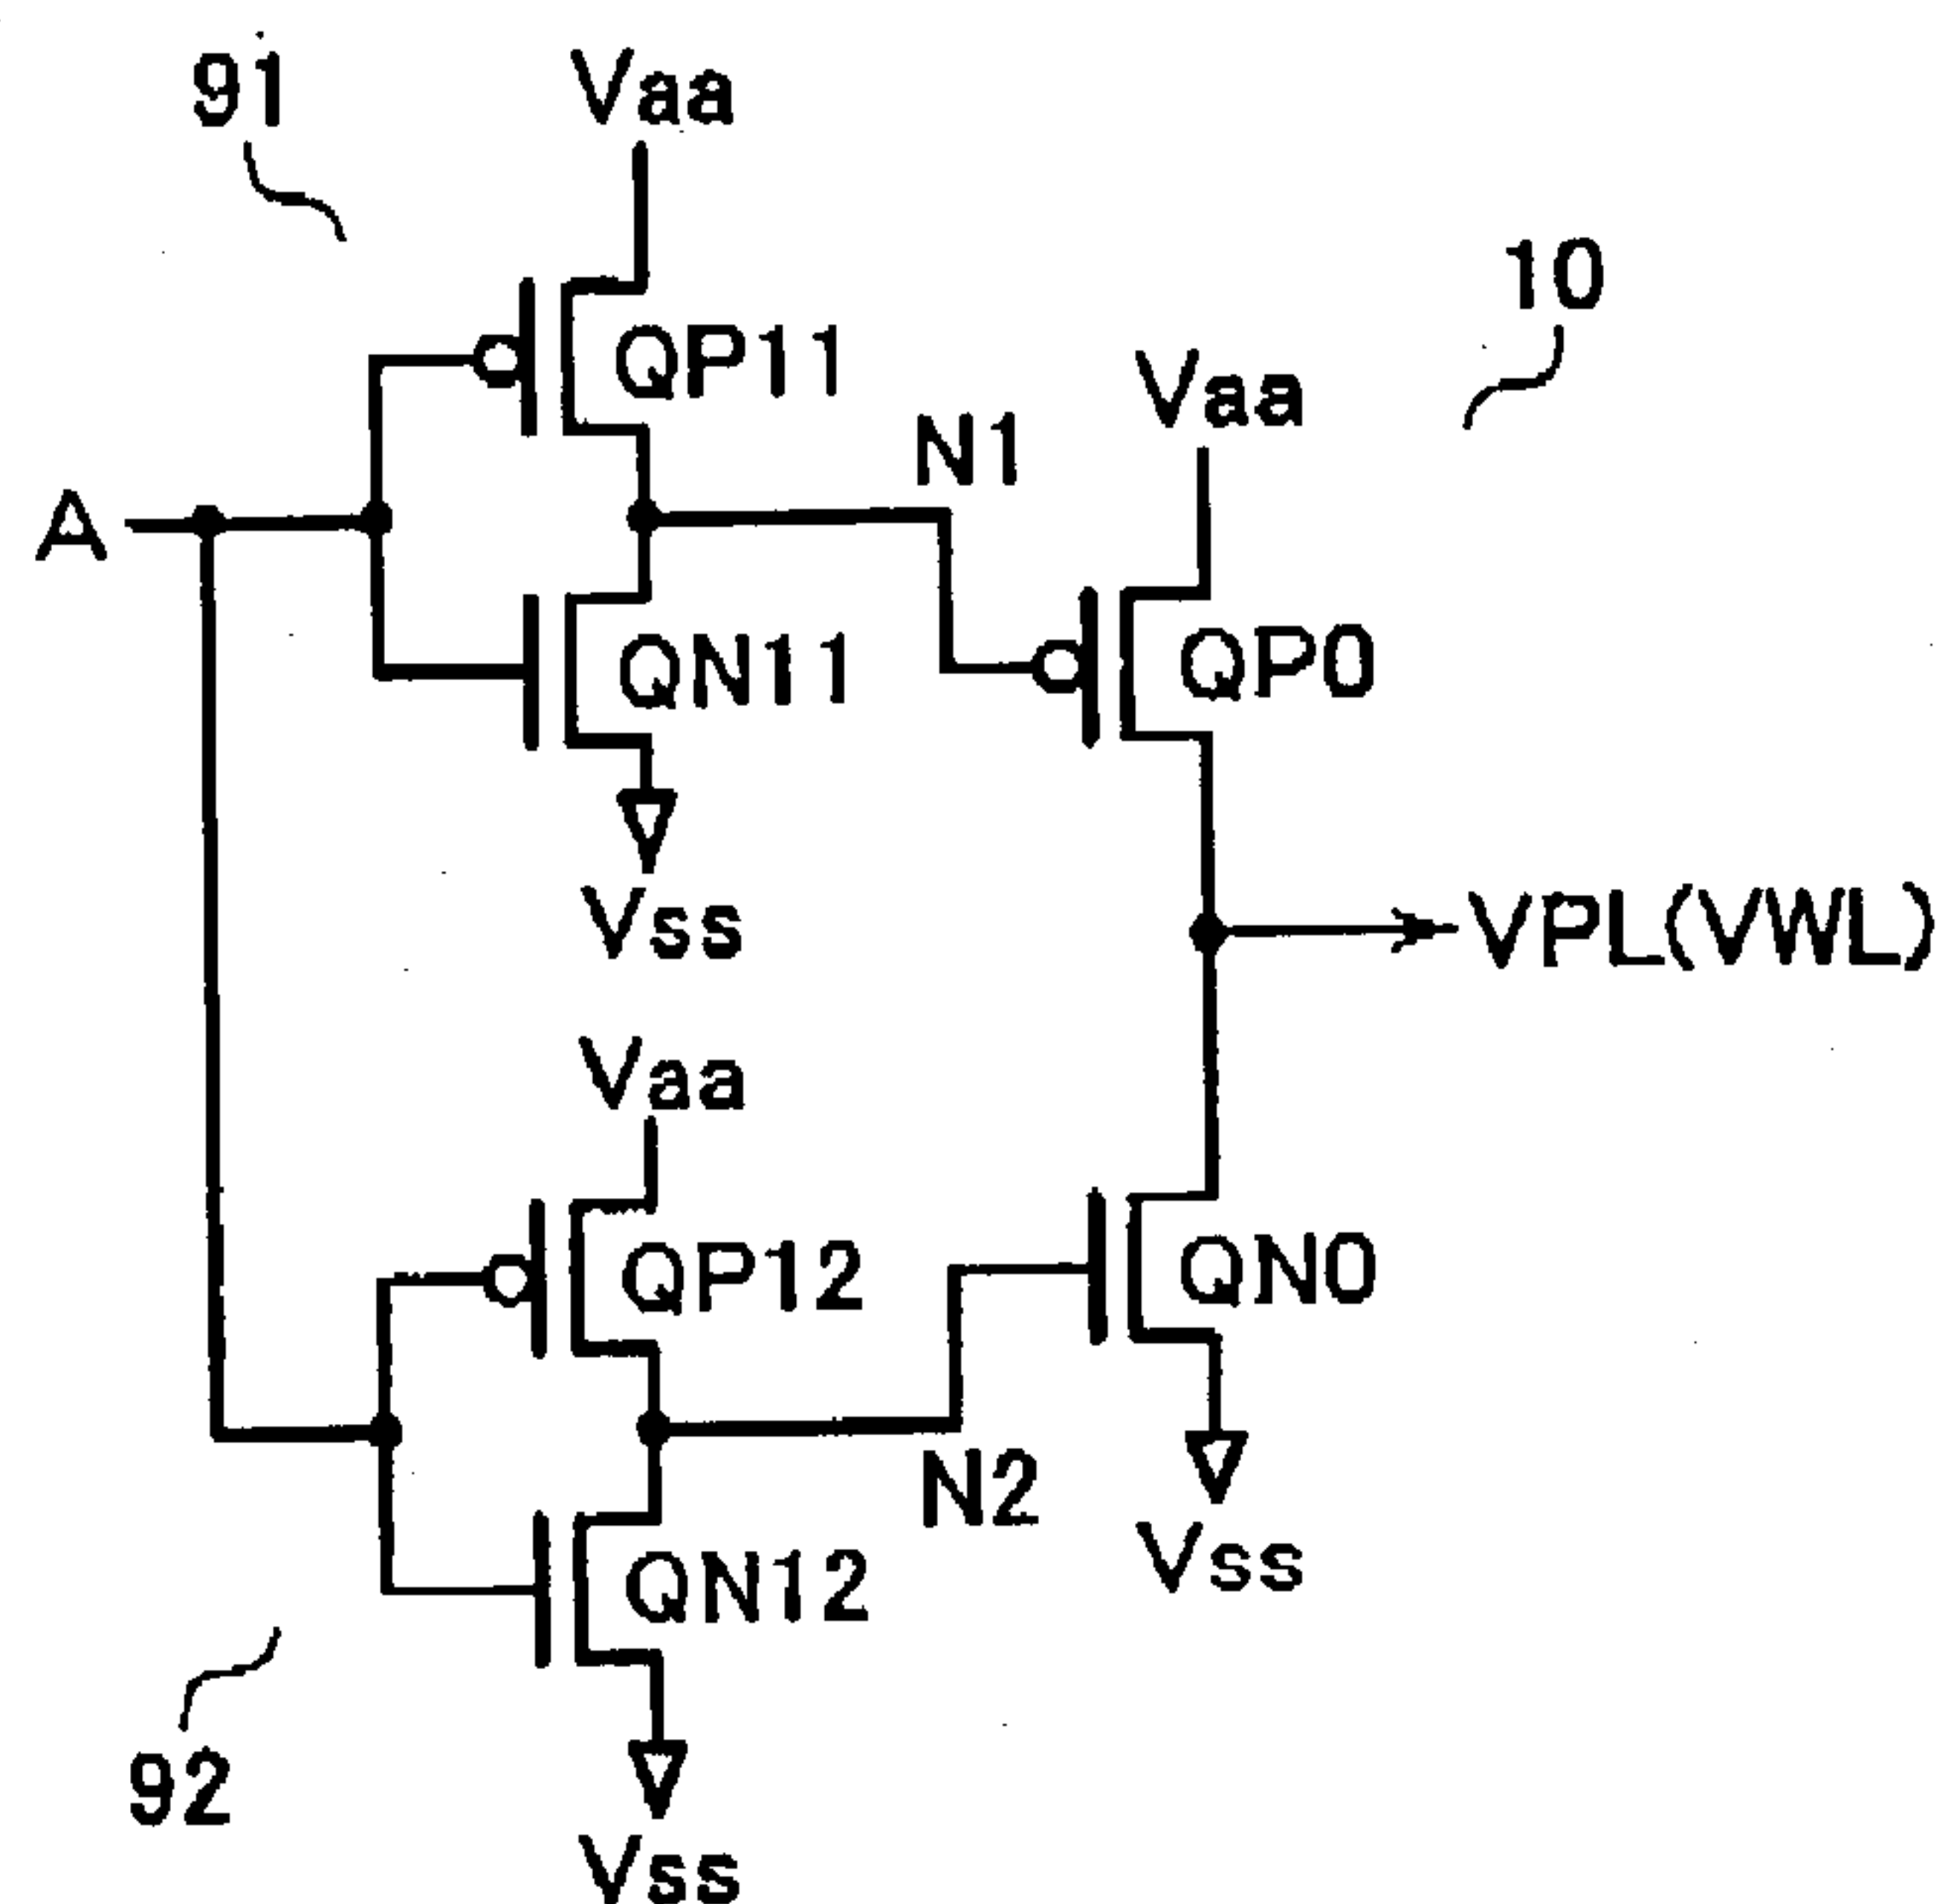 91
Vaa
10
QP11
Vaa
N1
A
QN11
QP0
Vss
VPL(VWL)
Vaa
QP12
QN0
N2
QN12
Vss
92
Vss